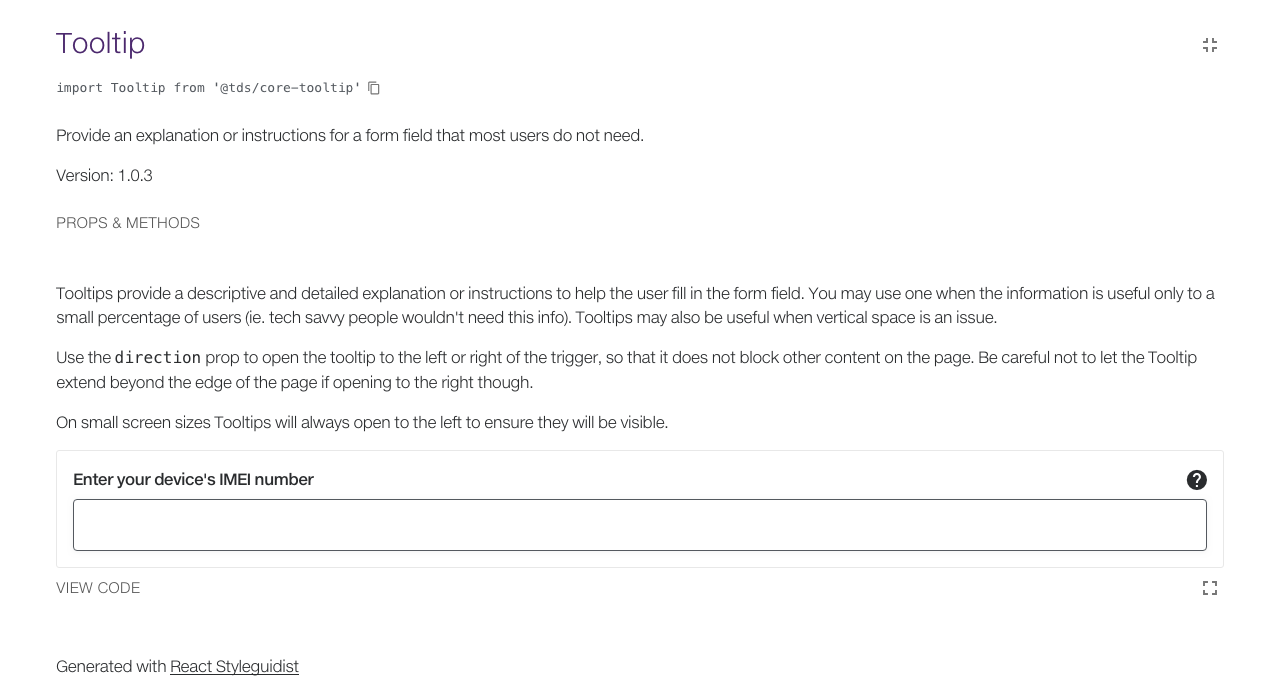 Tooltip
import Tooltip from '@tds/core-tooltip'
Provide an explanation or instructions for a form field that most users do not need.
Version: 1.0.3
PROPS & METHODS
Tooltips provide a descriptive and detailed explanation or instructions to help the user fill in the form field. You may use one when the information is useful only to a
small percentage of users (ie. tech savvy people wouldn't need this info). Tooltips may also be useful when vertical space is an issue.
Use the direction prop to open the tooltip to the left or right of the trigger, so that it does not block other content on the page. Be careful not to let the Tooltip
extend beyond the edge of the page if opening to the right though.
On small screen sizes Tooltips will always open to the left to ensure they will be visible.
Enter your device's IMEI number
VIEW CODE
Generated with React Styleguidist